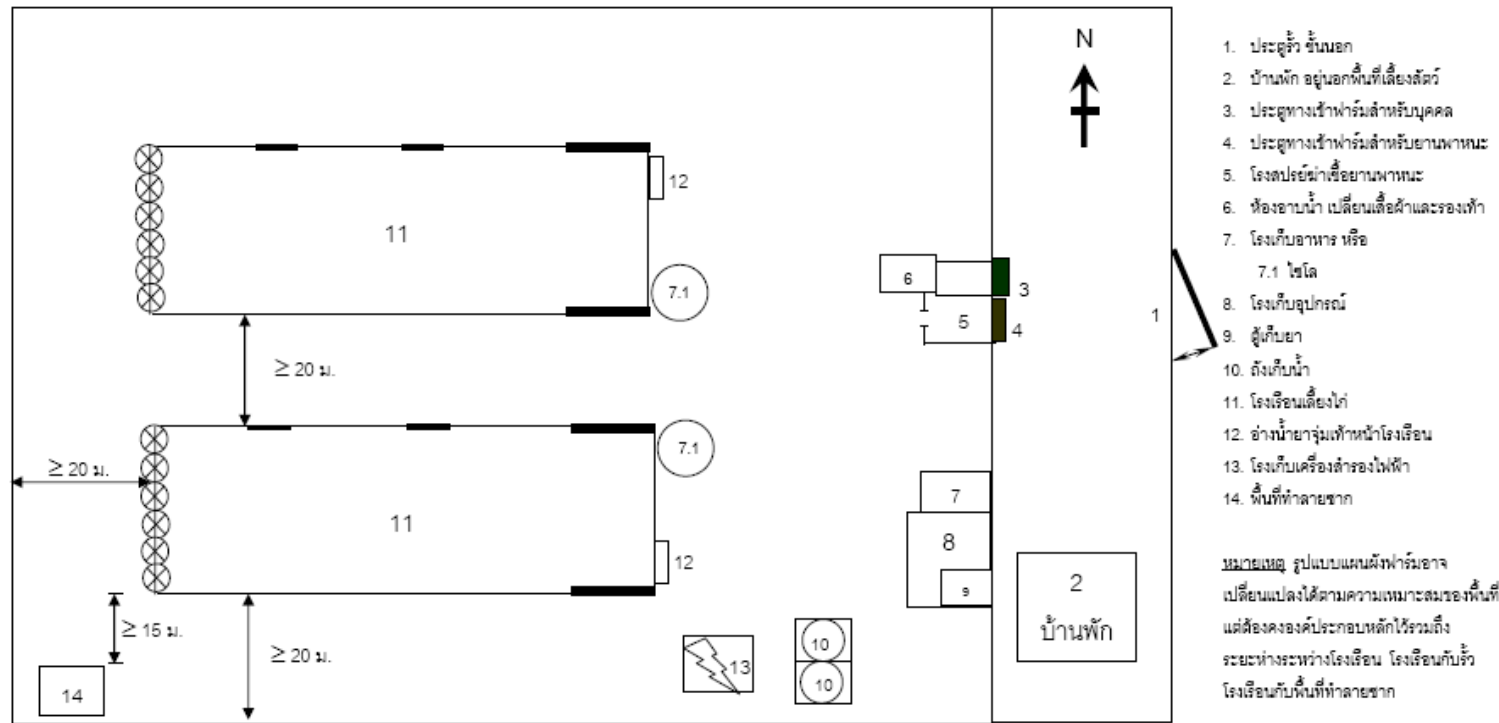 N
1. ประตูรั้ว ชั้นนอก
2. บ้านพัก อยู่นอกพื้นที่เลี้ยงสัตว์
3. ประตูทางเข้าฟาร์มสำหรับบุคคล
4. ประตูทางเข้าฟาร์มสำหรับยานพาหนะ
5. โรงสเปรย์ฆ่าเชื้อยานพาหนะ
6. ห้องอาบน้ำ เปลี่ยนเสื้อผ้าและรองเท้า
7. โรงเก็บอาหาร หรือ
7.1 ไซโล
8. โรงเก็บอุปกรณ์
9. ตู้เก็บยา
10. ถังเก็บน้ำ
11. โรงเรือนเลี้ยงไก่
12. อ่างน้ำยาจุ่มเท้าหน้าโรงเรือน
13. โรงเก็บเครื่องสำรองไฟฟ้า
14. พื้นที่ทำลายซาก
หมายเหตุ รูปแบบแผนผังฟาร์มอาจ
เปลี่ยนแปลงได้ตามความเหมาะสมของพื้นที่
แต่ต้องคงองค์ประกอบหลักไว้รวมถึง
ระยะห่างระหว่างโรงเรือน โรงเรือนกับรั้ว
โรงเรือนกับพื้นที่ทำลายซาก
12
11
7.1
6
3
5
4
1
≥ 20 ม.
≥ 20 ม.
7.1
11
12
7
8
9
2
บ้านพัก
≥ 15 ม.
≥ 20 ม.
14
13
10
10